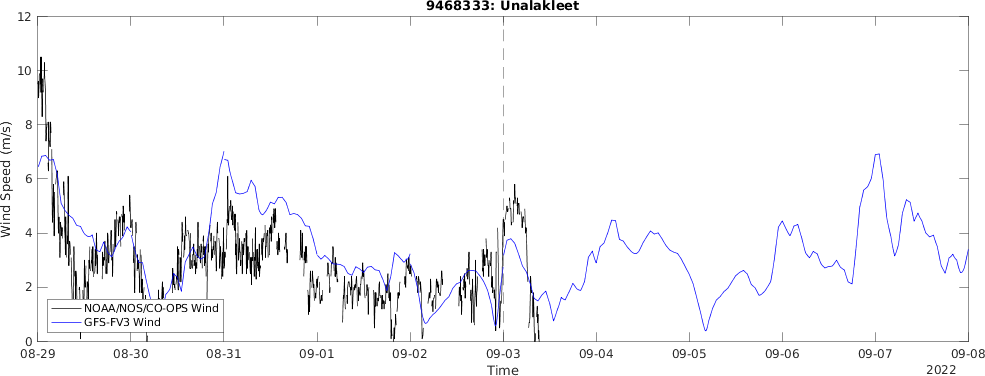 9468333: Unalakleet
12
10
8
6
4
2
0
Wind Speed (m/s)
NOAA/NOS/CO-OPS Wind
GFS-FV3 Wind
08-29 08-30 08-31 09-01 09-02 09-03 09-04 09-05 09-06 09-07 09-08
Time
2022